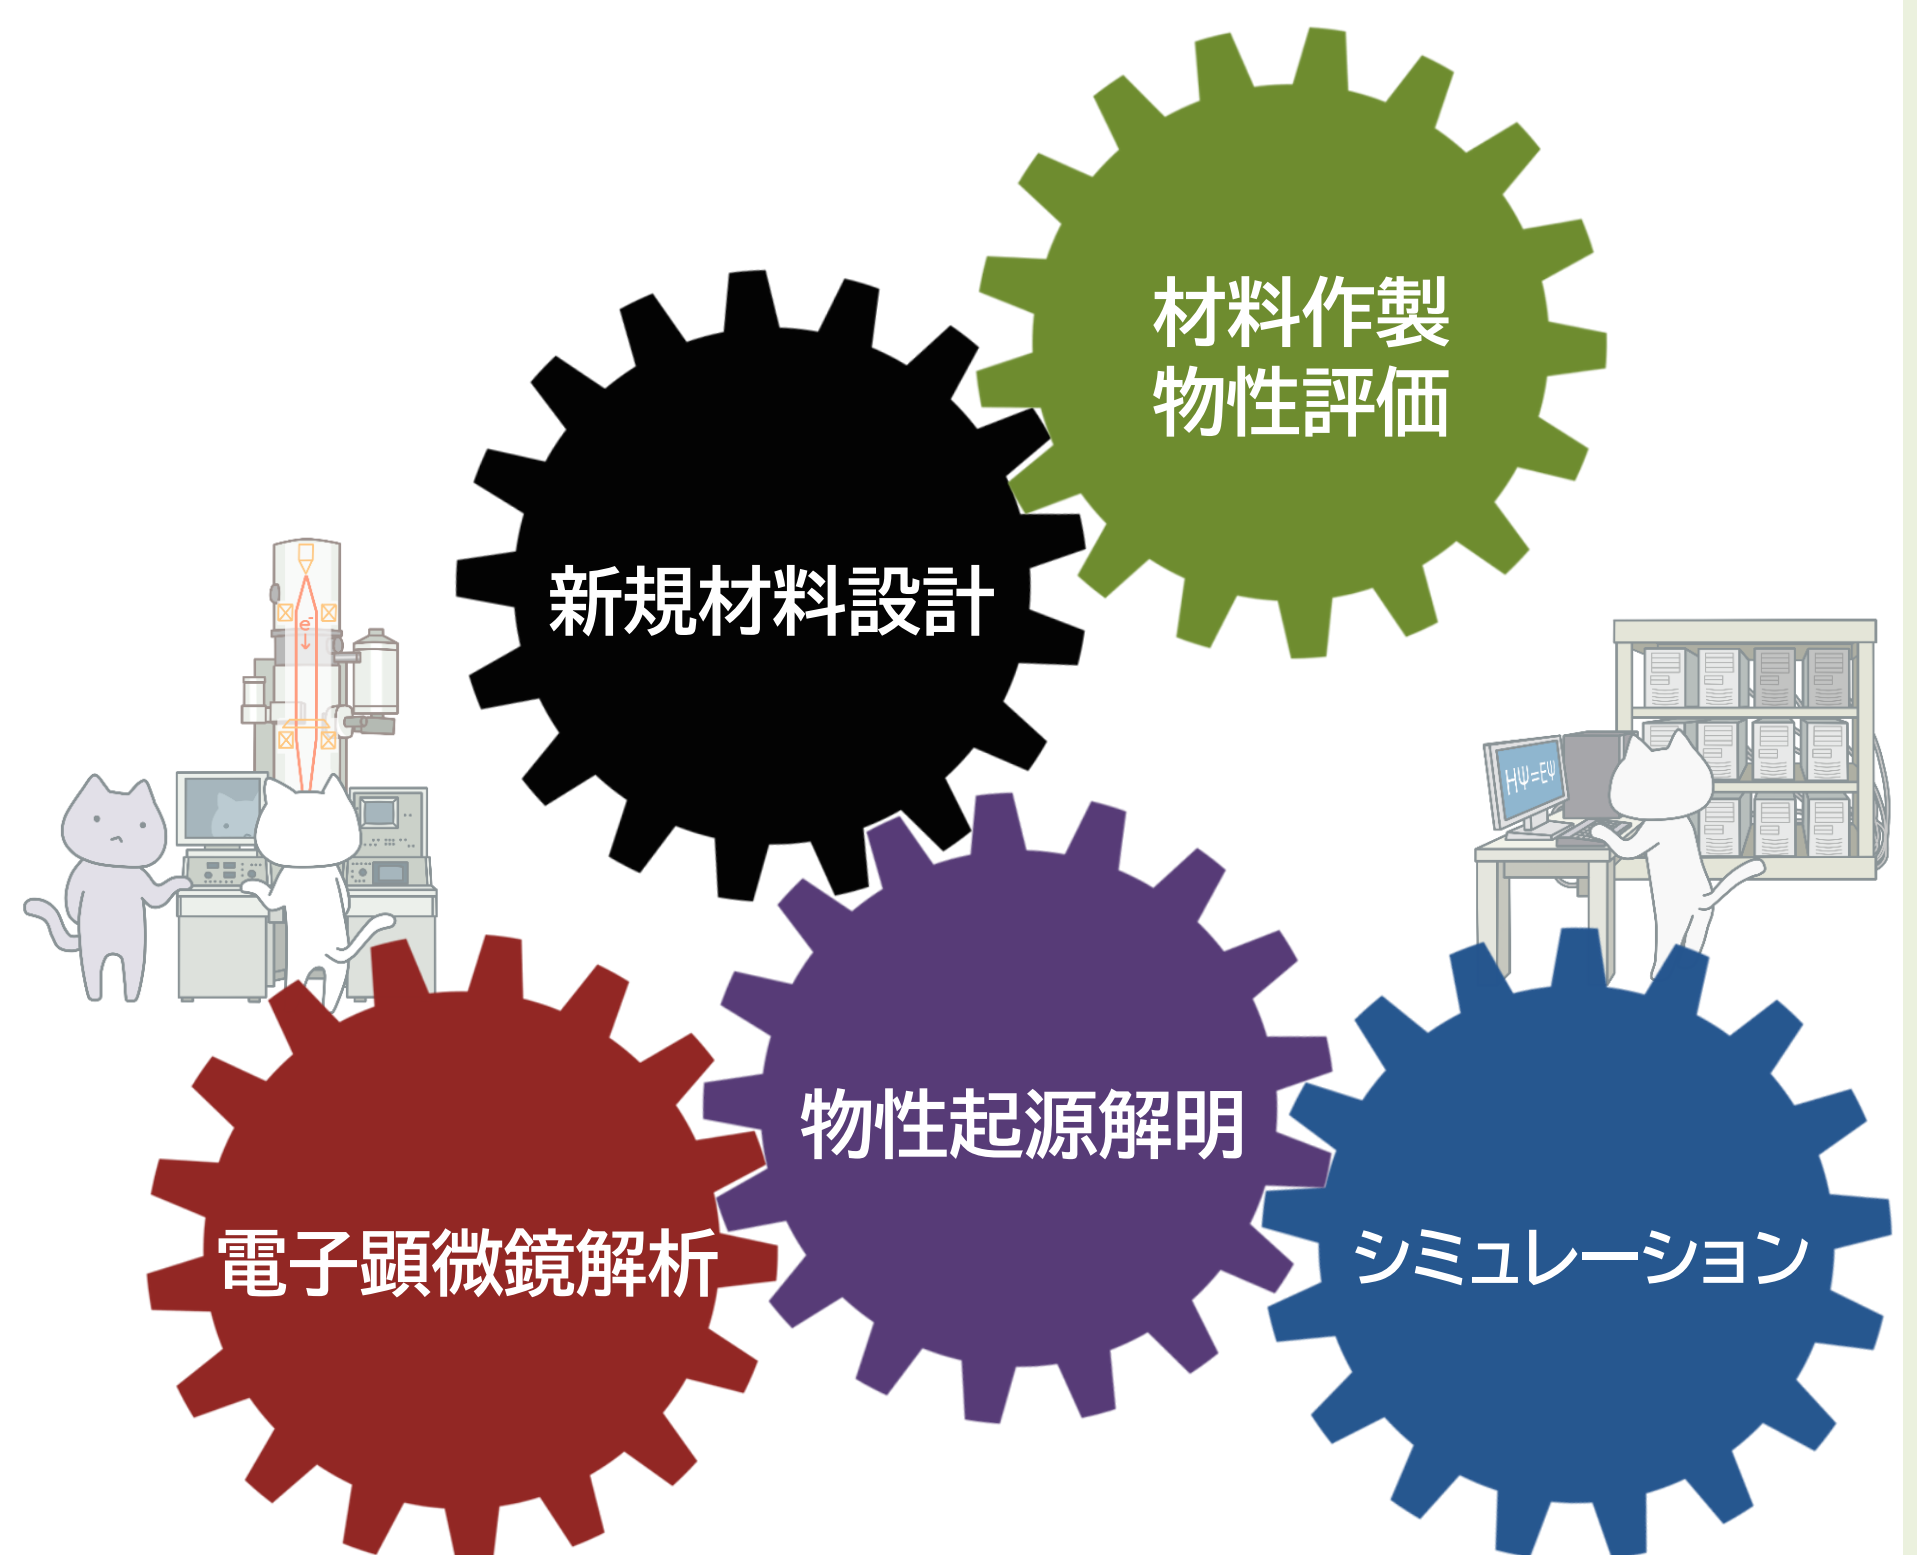 材料作製
物性評価
新規材料設計
e⁻
HΨ=EΨ
物性起源解明
電子顕微鏡解析
シミュレーション